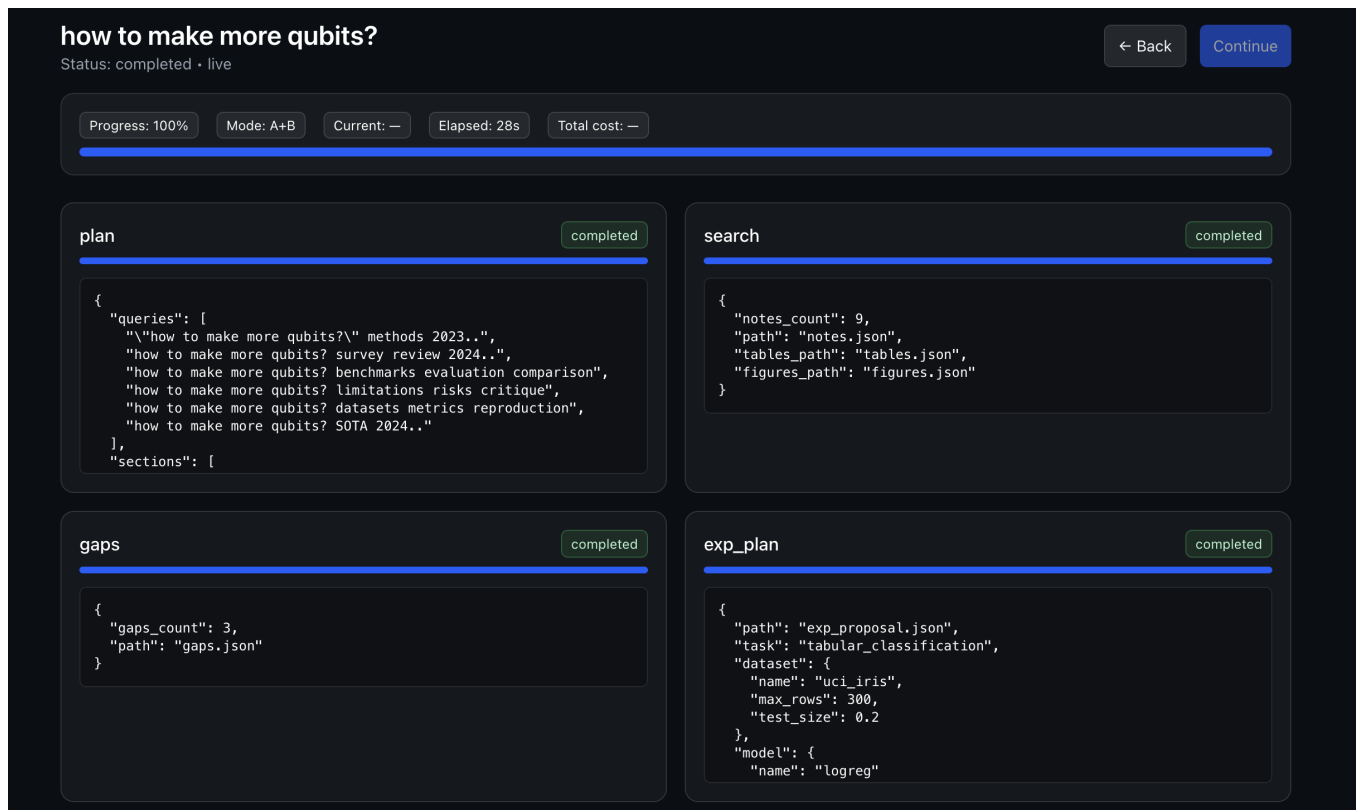 how to make more qubits?
Status: completed • live
← Back
Continue
Progress: 100%
Mode: A+B
Current: —
Elapsed: 28s
Total cost: —
plan
completed
{
  "queries": [
    "\"how to make more qubits?\" methods 2023..",
    "how to make more qubits? survey review 2024..",
    "how to make more qubits? benchmarks evaluation comparison",
    "how to make more qubits? limitations risks critique",
    "how to make more qubits? datasets metrics reproduction",
    "how to make more qubits? SOTA 2024.."
  ],
  "sections": [
search
completed
{
  "notes_count": 9,
  "path": "notes.json",
  "tables_path": "tables.json",
  "figures_path": "figures.json"
}
gaps
completed
{
  "gaps_count": 3,
  "path": "gaps.json"
}
exp_plan
completed
{
  "path": "exp_proposal.json",
  "task": "tabular_classification",
  "dataset": {
    "name": "uci_iris",
    "max_rows": 300,
    "test_size": 0.2
  },
  "model": {
    "name": "logreg"